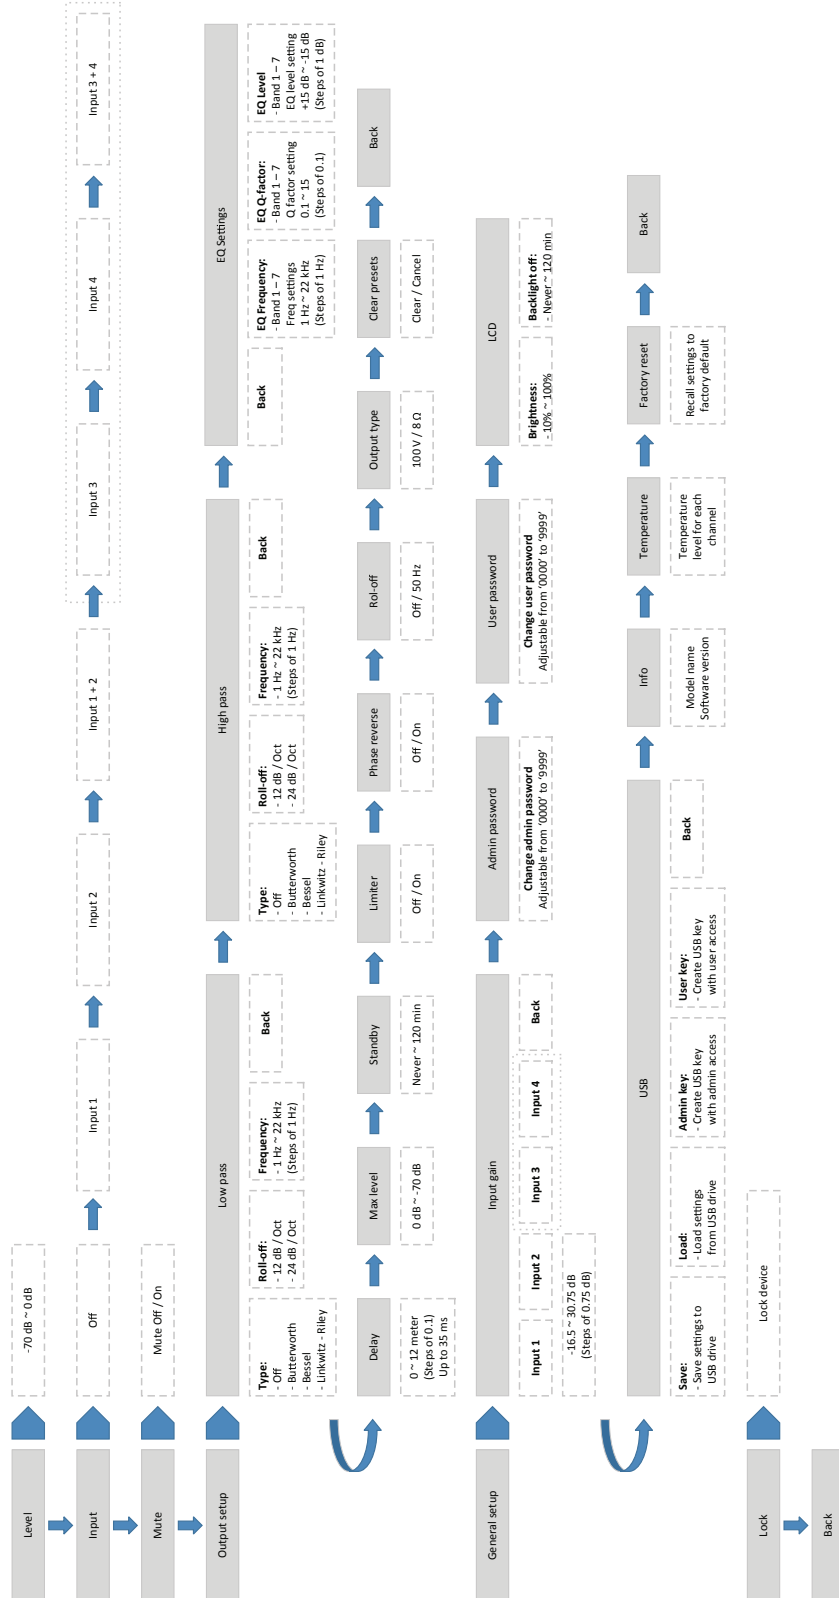 Level
-70 dB ~ 0 dB
Input
Off
Input 1
Input 2
Input 1 + 2
Input 3
Input 4
Input 3 + 4
Mute
Mute Off / On
Output setup
Low pass
Type:
- Off
- Butterworth
- Bessel
- Linkwitz - Riley
Roll-off:
- 12 dB / Oct
- 24 dB / Oct
Frequency:
- 1 Hz ~ 22 kHz
(Steps of 1 Hz)
Back
High pass
Type:
- Off
- Butterworth
- Bessel
- Linkwitz - Riley
Roll-off:
- 12 dB / Oct
- 24 dB / Oct
Frequency:
- 1 Hz ~ 22 kHz
(Steps of 1 Hz)
Back
EQ Settings
Back
EQ Frequency:
- Band 1 – 7
Freq settings
1 Hz ~ 22 kHz
(Steps of 1 Hz)
EQ Q-factor:
- Band 1 – 7
Q factor setting
0.1 ~ 15
(Steps of 0.1)
EQ Level
- Band 1 – 7
EQ level setting
+15 dB ~ -15 dB
(Steps of 1 dB)
Delay
0 ~ 12 meter
(Steps of 0.1)
Up to 35 ms
Max level
0 dB ~ -70 dB
Standby
Never ~ 120 min
Limiter
Off / On
Phase reverse
Off / On
Rol-off
Off / 50 Hz
Output type
100 V / 8 Ω
Clear presets
Clear / Cancel
Back
General setup
Input gain
Input 1
Input 2
Input 3
Input 4
Back
-16.5 ~ 30.75 dB
(Steps of 0.75 dB)
Admin password
Change admin password
Adjustable from ‘0000’ to ‘9999’
User password
Change user password
Adjustable from ‘0000’ to ‘9999’
LCD
Brightness:
- 10% ~ 100%
Backlight off:
- Never ~ 120 min
USB
Save:
- Save settings to
USB drive
Load:
- Load settings
from USB drive
Admin key:
- Create USB key
with admin access
User key:
- Create USB key
with user access
Back
Info
Model name
Software version
Temperature
Temperature
level for each
channel
Factory reset
Recall settings to
factory default
Back
Lock
Lock device
Back